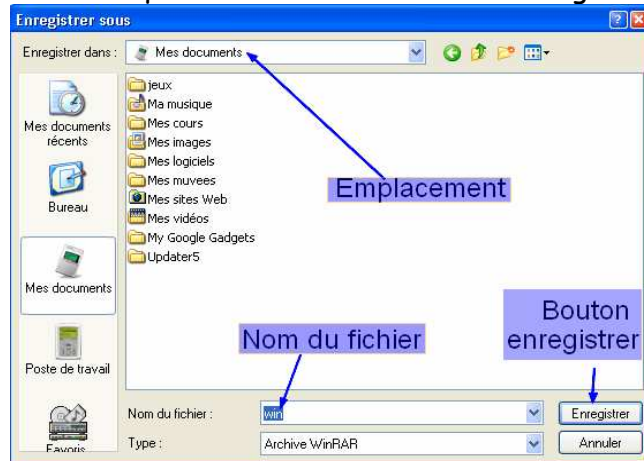 Enregistrer sous
Enregistrer dans :
Mes documents
Mes documents
récents
Bureau
Mes documents
Poste de travail
Favoris
jeux
Ma musique
Mes cours
Mes images
Mes logiciels
Mes muvees
Mes sites Web
Mes vidéos
My Google Gadgets
Updater5
Emplacement
Nom du fichier
Bouton
enregistrer
Nom du fichier :
win
Enregistrer
Type :
Archive WinRAR
Annuler